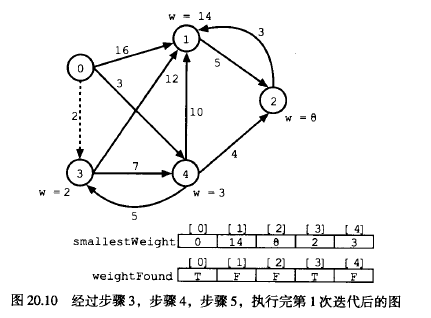 w = 14
3
1
16
5
0
3
12
2
2
10
w = θ
4
3
7
4
w = 2
w = 3
5
[ 0] [ 1] [ 2] [ 3] [ 4]
smallestWeight 0 14 θ 2 3
[ 0] [ 1] [ 2] [ 3] [ 4]
weightFound T F F T F
图 20.10 经过步骤3，步骤4，步骤5，执行完第1次迭代后的图